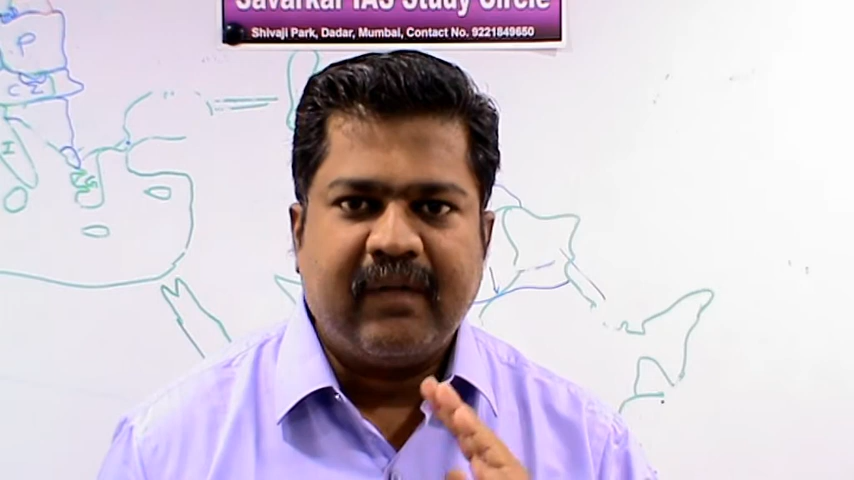 Savarkar IAS Study Circle
Shivaji Park, Dadar, Mumbai, Contact No. 9221849650
P
C Σ I
I